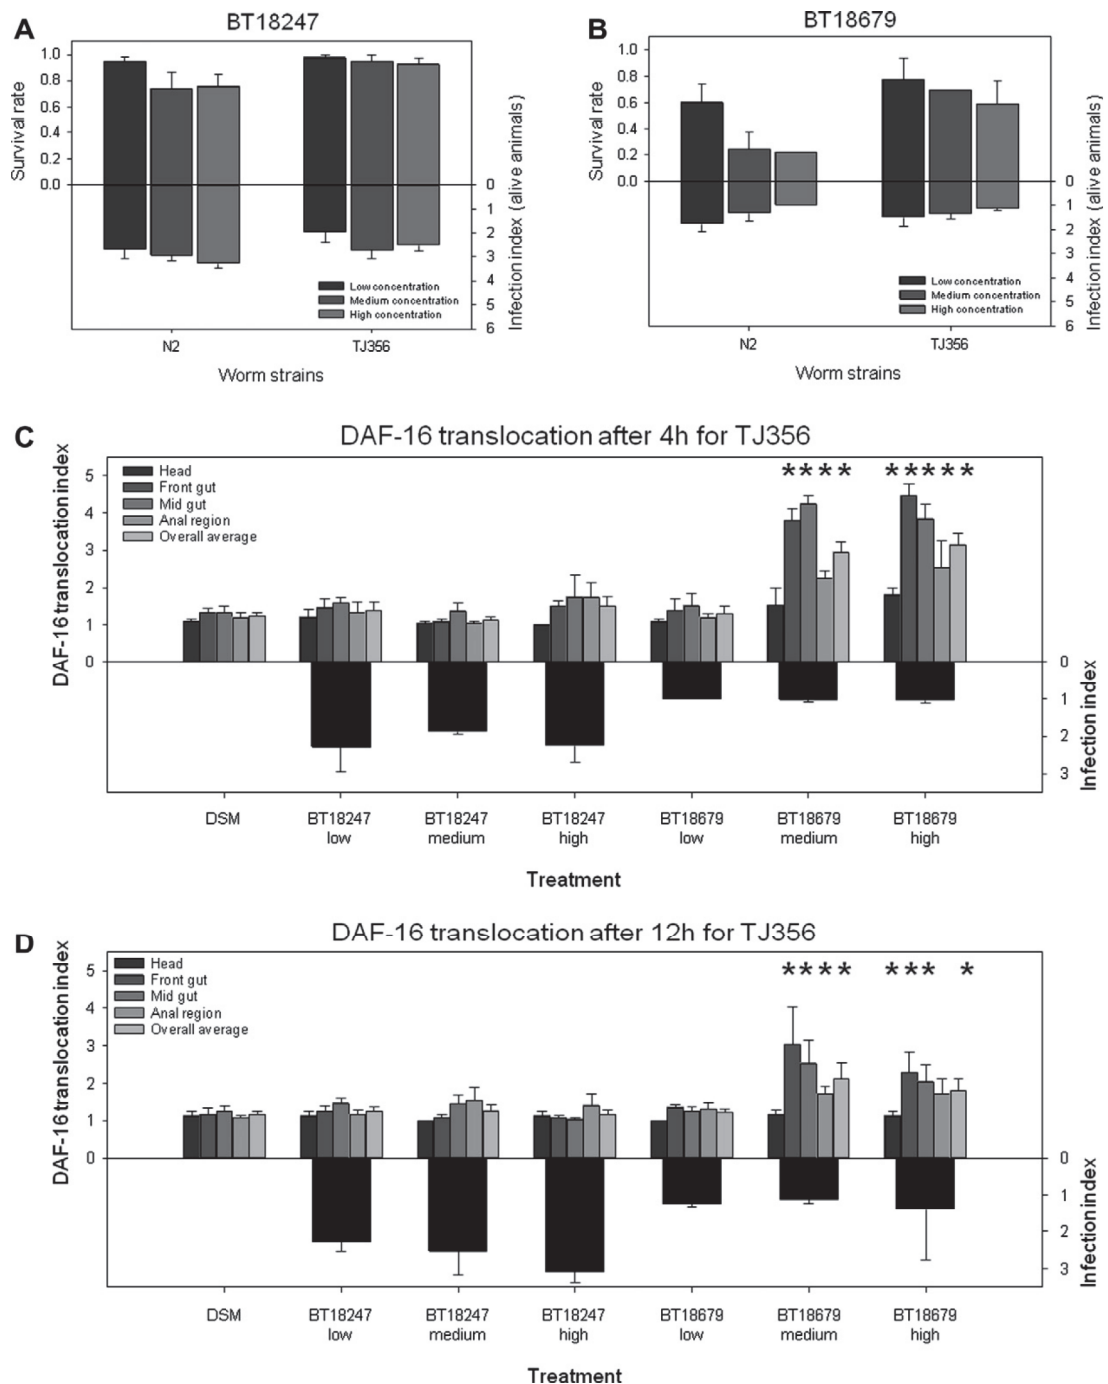 A
BT18247
Survival rate
1.0
0.8
0.6
0.4
0.2
0.0
0
1
2
3
4
5
6
Infection index (alive animals)
Low concentration
Medium concentration
High concentration
N2
TJ356
Worm strains
B
BT18679
Survival rate
1.0
0.8
0.6
0.4
0.2
0.0
0
1
2
3
4
5
6
Infection index (alive animals)
Low concentration
Medium concentration
High concentration
N2
TJ356
Worm strains
C
DAF-16 translocation after 4h for TJ356
DAF-16 translocation index
5
4
3
2
1
0
Head
Front gut
Mid gut
Anal region
Overall average
**** *****
0
1
2
3
Infection index
DSM BT18247 BT18247 BT18247 BT18679 BT18679 BT18679
low medium high low medium high
Treatment
D
DAF-16 translocation after 12h for TJ356
DAF-16 translocation index
5
4
3
2
1
0
Head
Front gut
Mid gut
Anal region
Overall average
**** *** *
0
1
2
3
Infection index
DSM BT18247 BT18247 BT18247 BT18679 BT18679 BT18679
low medium high low medium high
Treatment